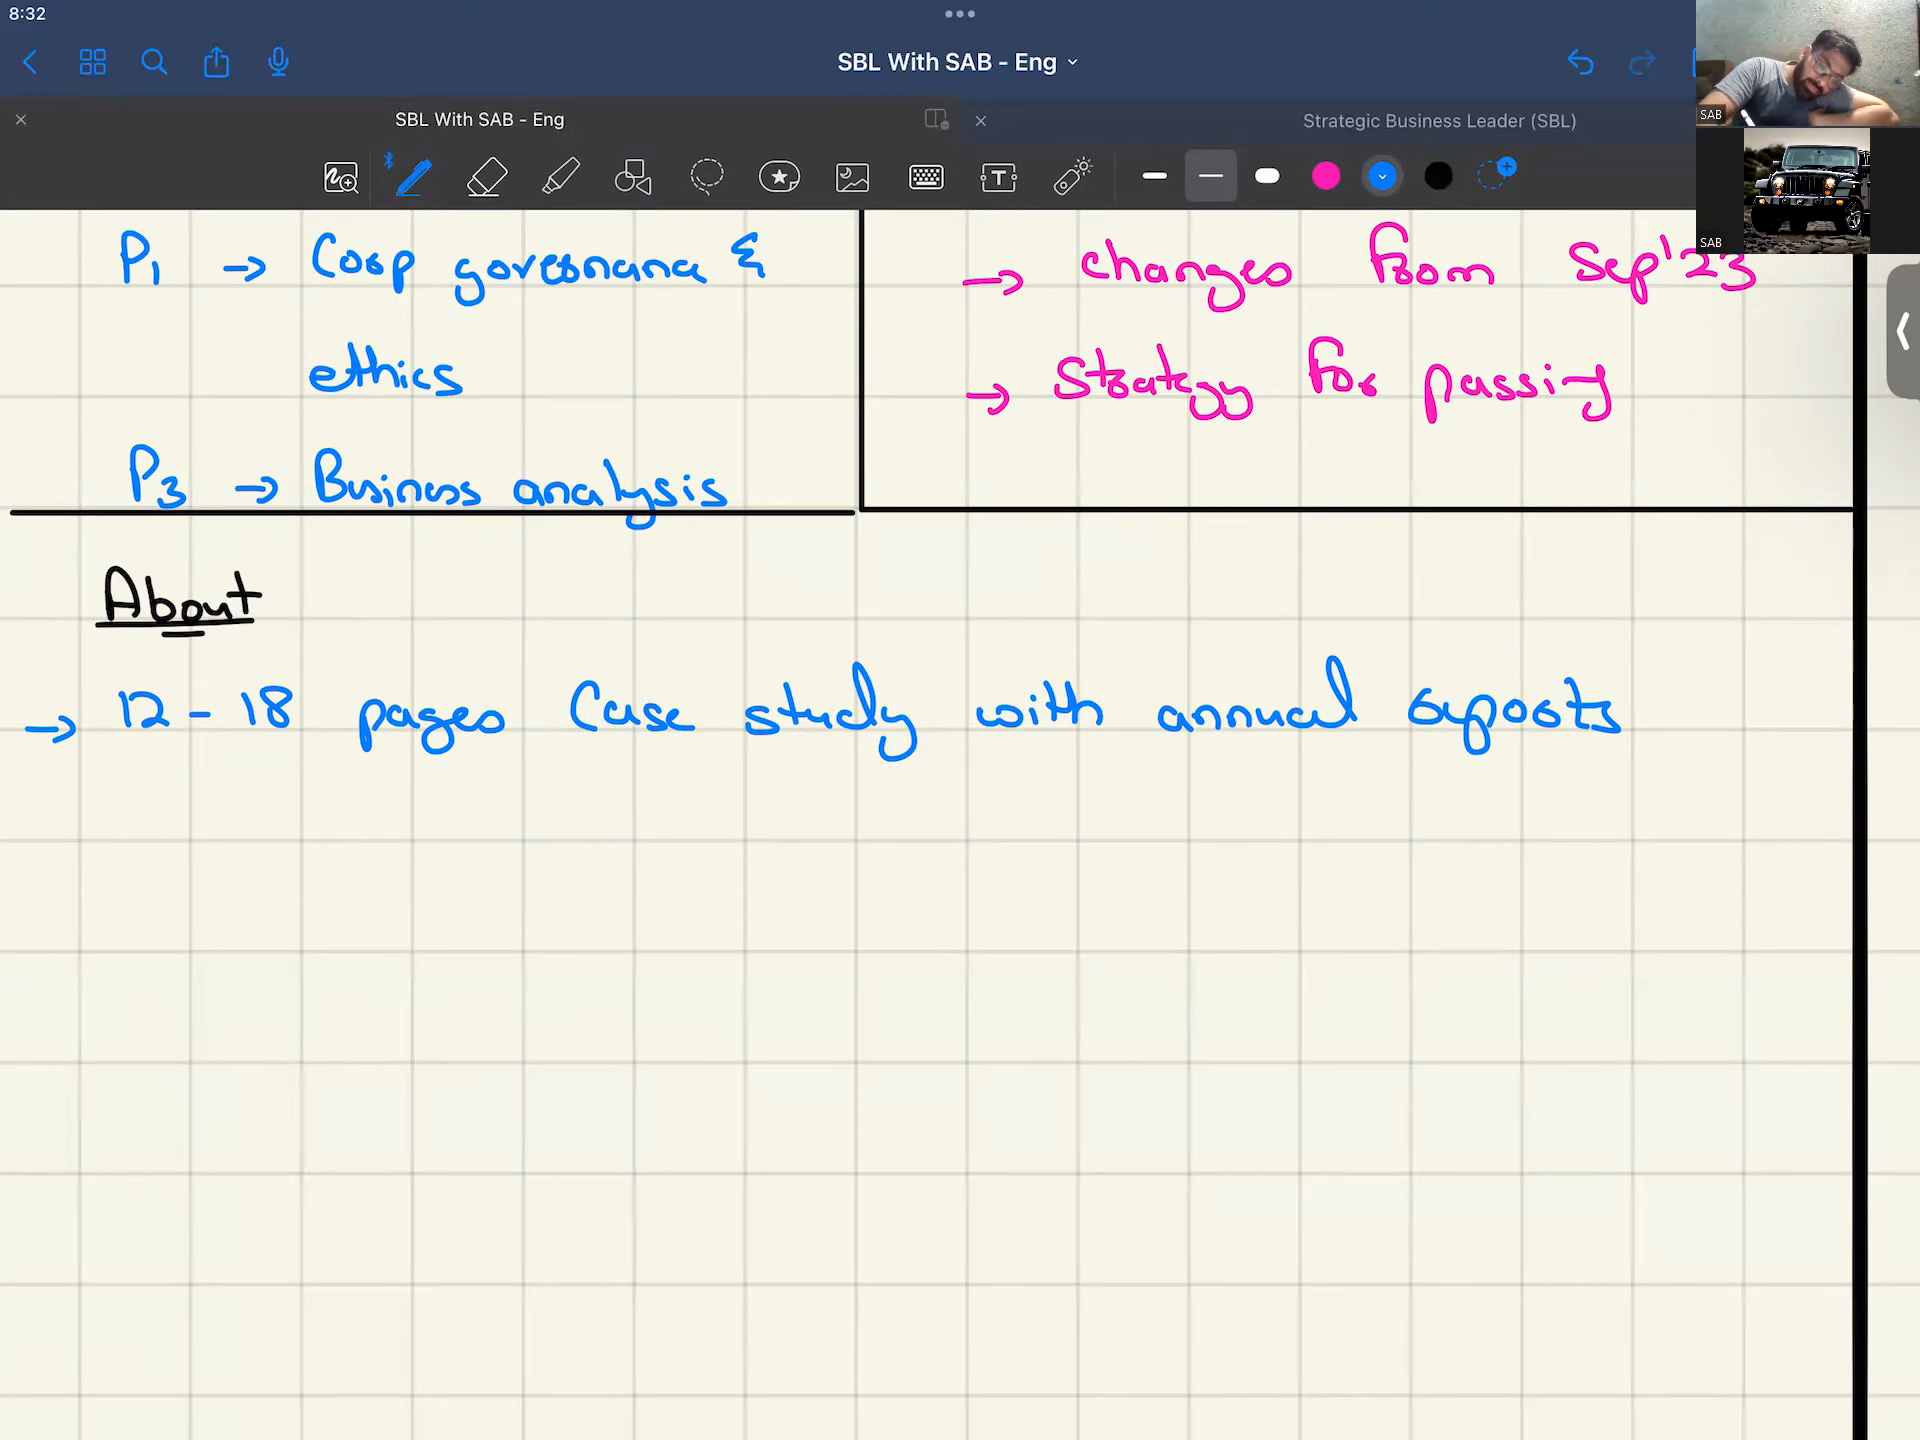 8:32
SBL With SAB - Eng
SBL With SAB - Eng
Strategic Business Leader (SBL)
SAB
SAB
P1 → Corp governance &
ethics
P3 → Business analysis
→ changes from Sep'23
→ Strategy for passing
About
→ 12 - 18 pages Case study with annual reports